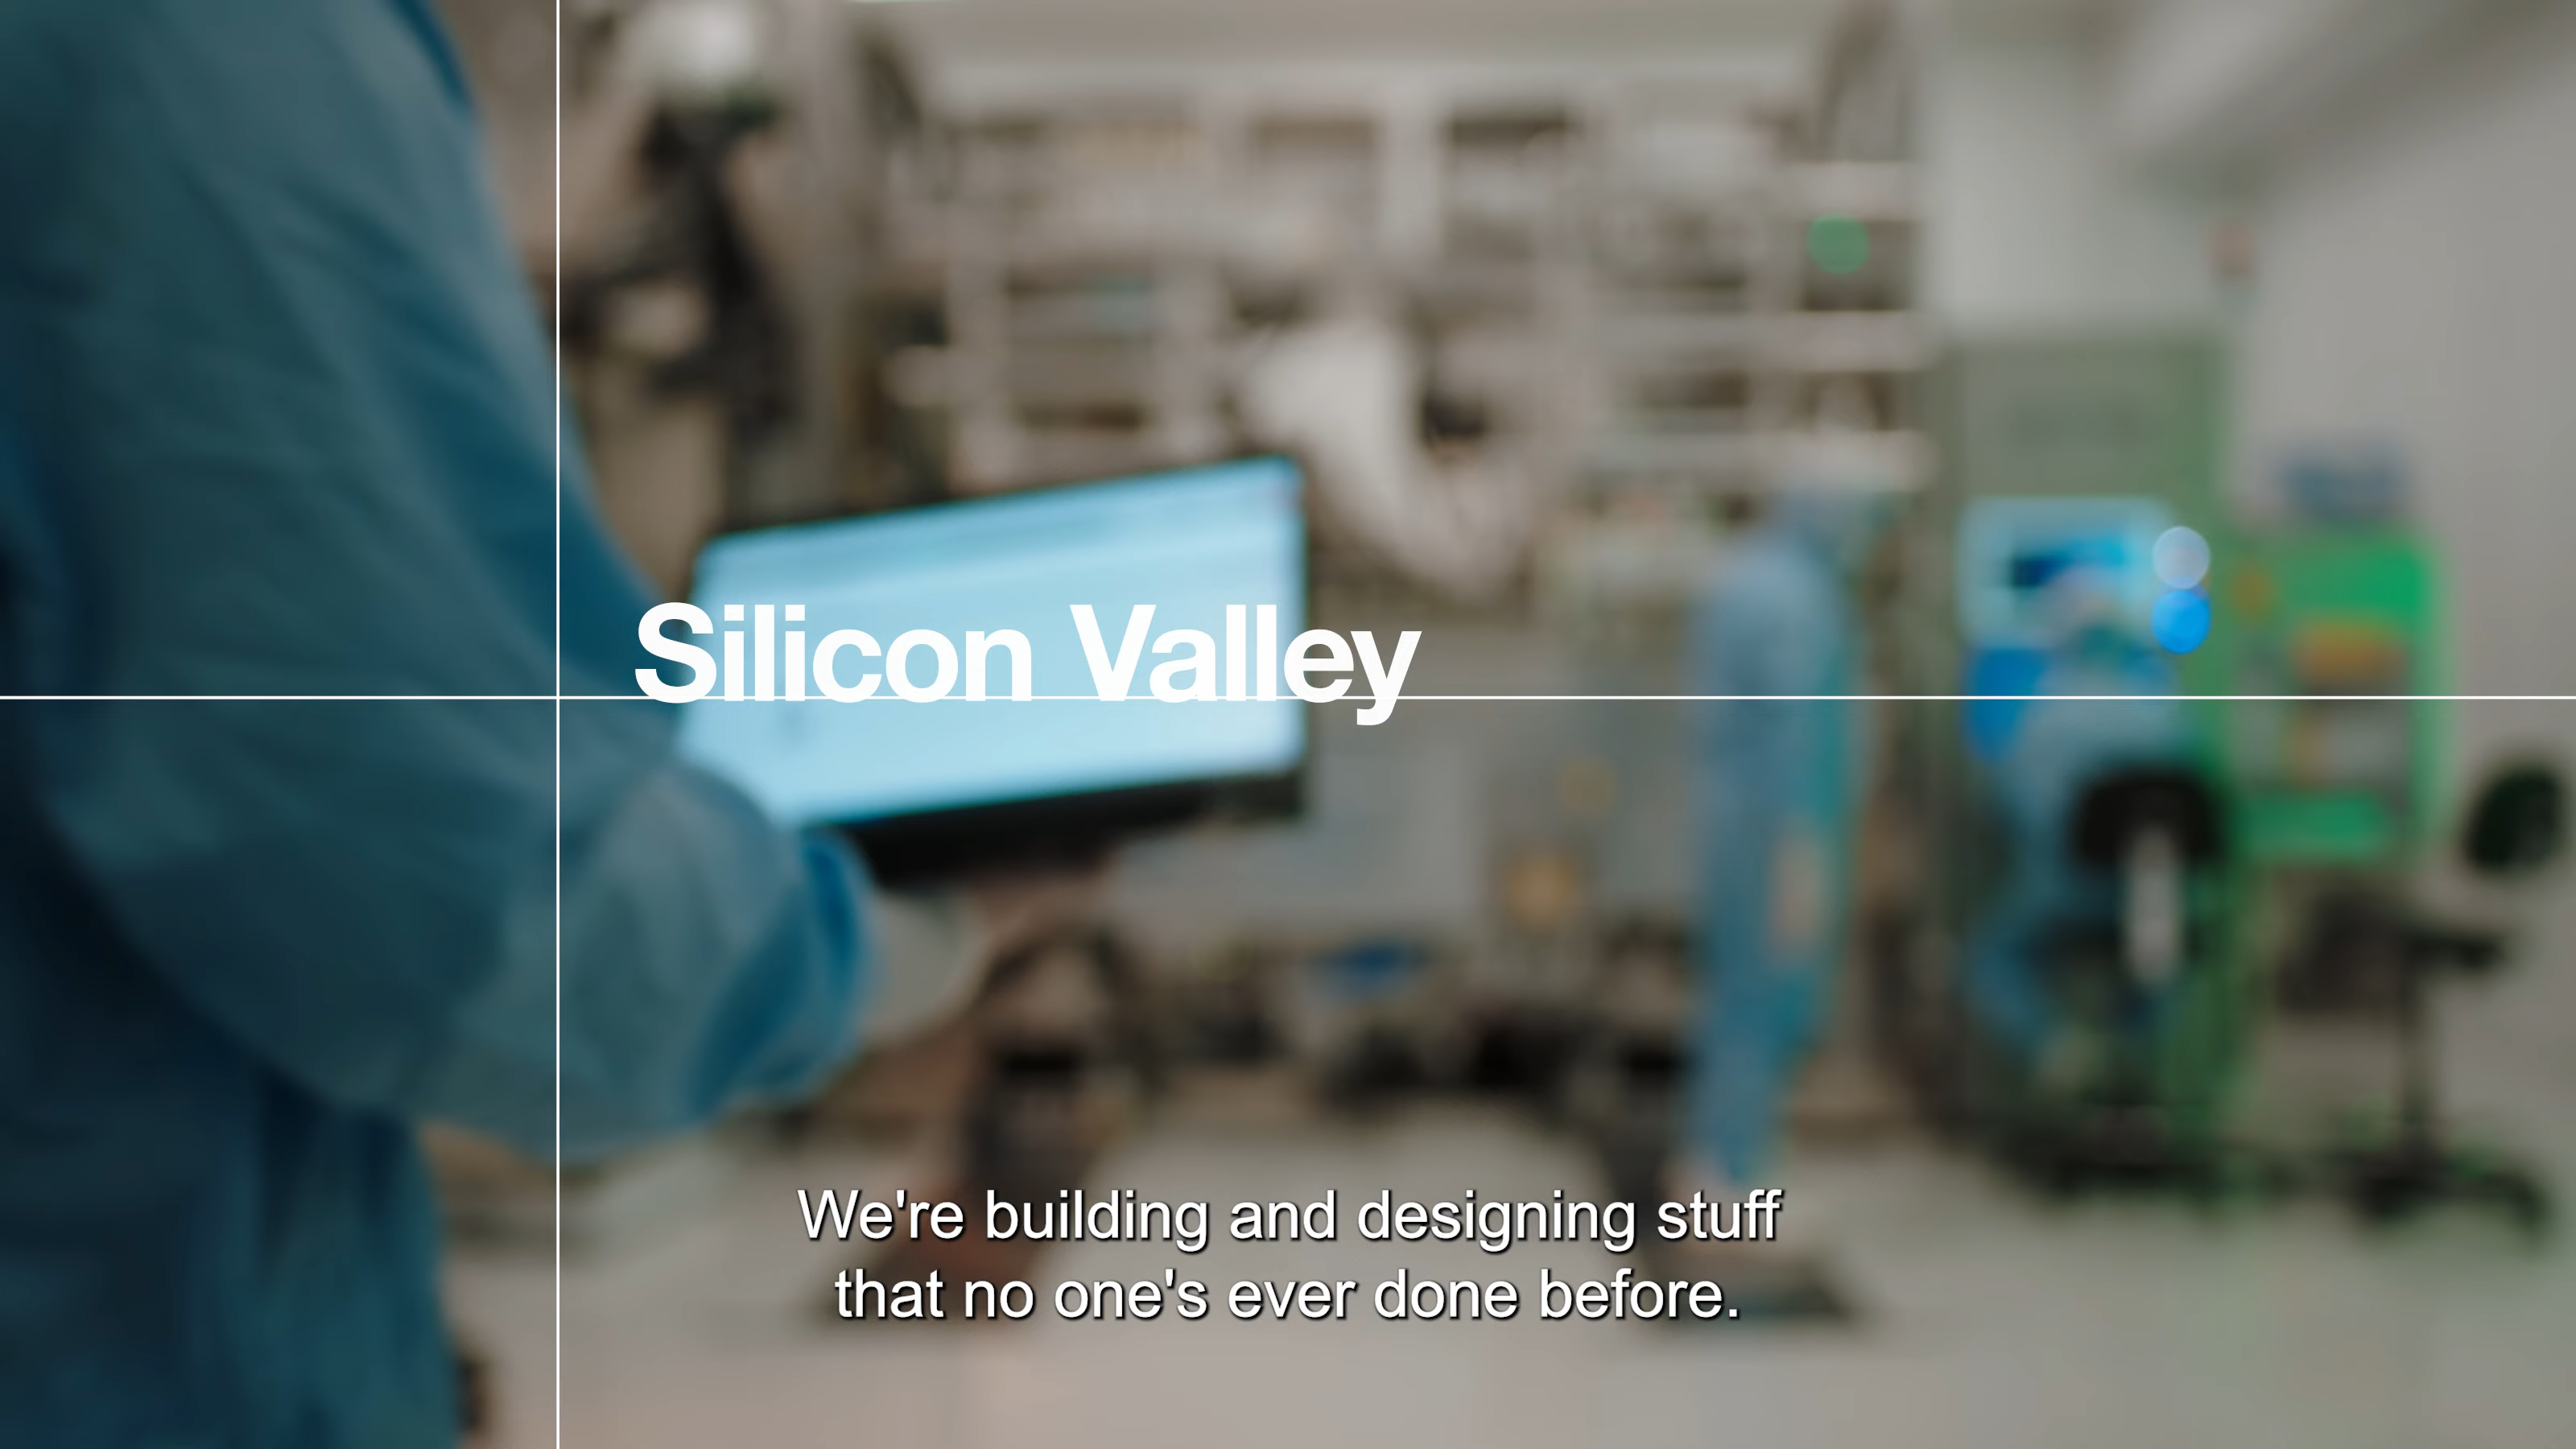 Silicon Valley
We're building and designing stuff
that no one's ever done before.